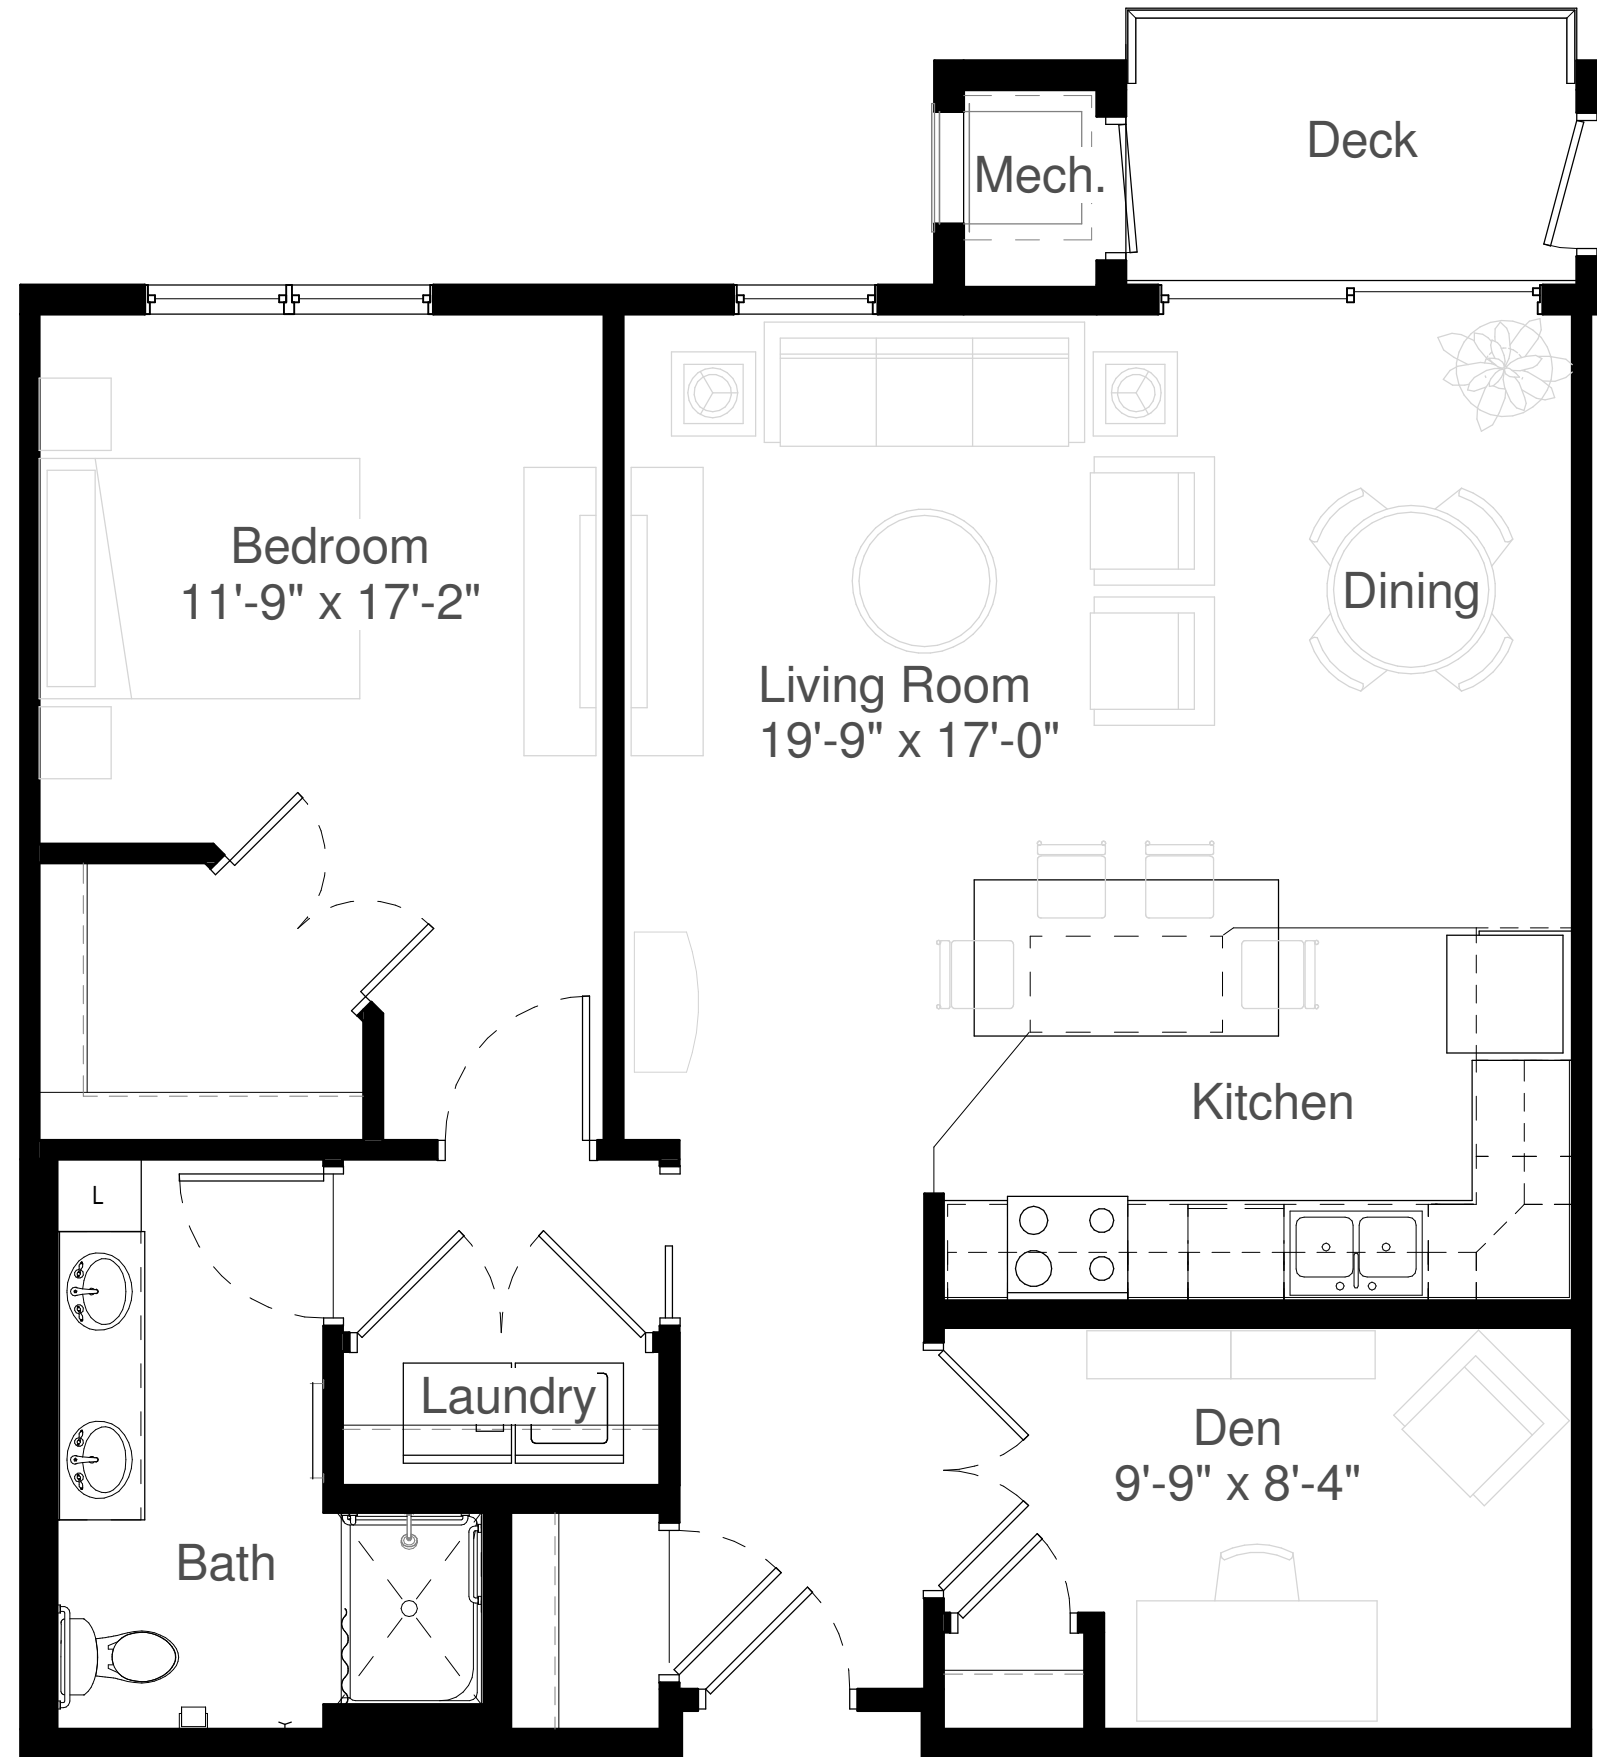 Deck
Mech.
Bedroom
11'-9" x 17'-2"
Dining
Living Room
19'-9" x 17'-0"
Kitchen
L
Laundry
Den
9'-9" x 8'-4"
Bath